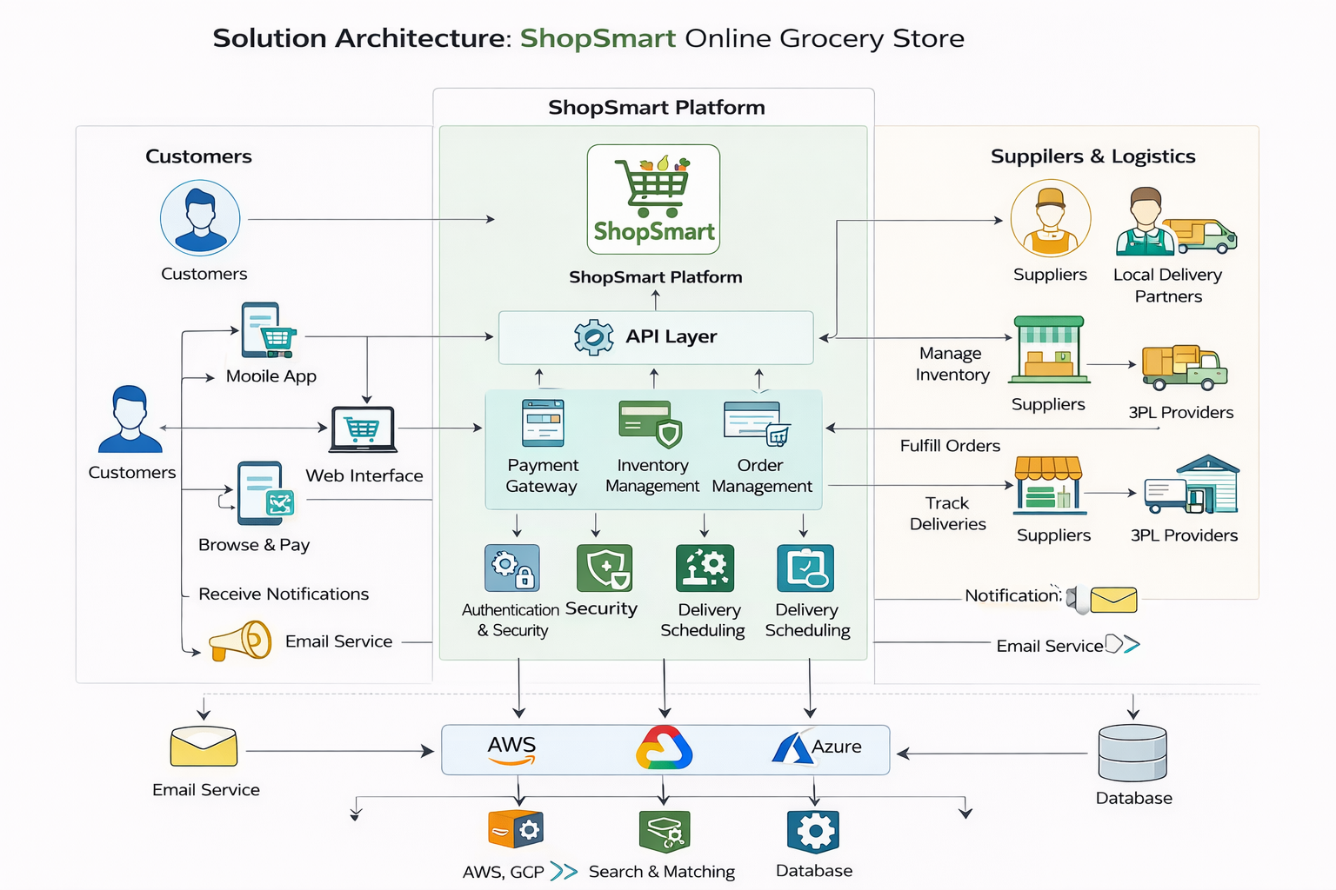 Solution Architecture: ShopSmart Online Grocery Store
ShopSmart Platform
Customers
Customers
Mobile App
Customers
Web Interface
Browse & Pay
Receive Notifications
Email Service
ShopSmart
ShopSmart Platform
API Layer
Payment
Gateway
Inventory
Management
Order
Management
Authentication
& Security
Security
Delivery
Scheduling
Delivery
Scheduling
Suppilers & Logistics
Suppliers
Local Delivery
Partners
Manage
Inventory
Suppliers
3PL Providers
Fulfill Orders
Track
Deliveries
Suppliers
3PL Providers
Notification:
Email Service
Email Service
AWS
Azure
Database
AWS, GCP
Search & Matching
Database